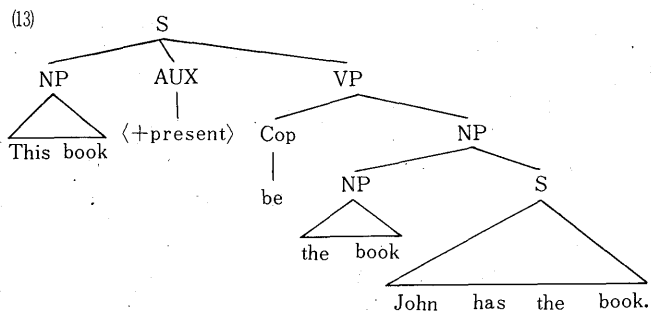 (13)
S
NP AUX VP
This book 〈+present〉 Cop NP
be NP S
the book
John has the book.